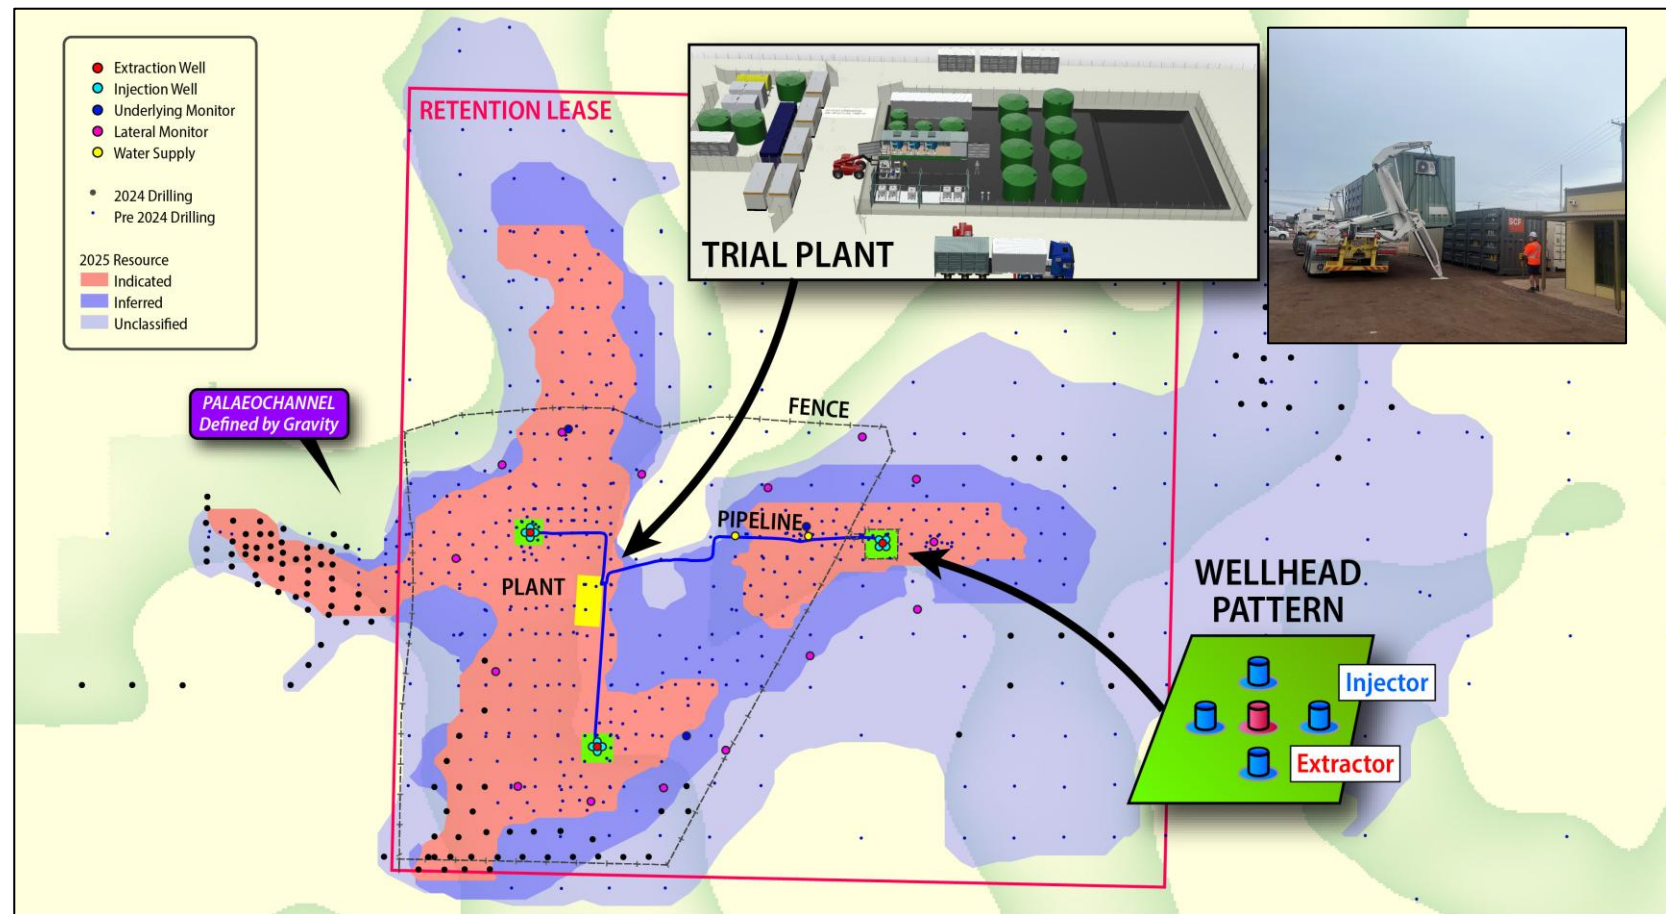 Extraction Well
Injection Well
Underlying Monitor
Lateral Monitor
Water Supply
2024 Drilling
Pre 2024 Drilling
2025 Resource
Indicated
Inferred
Unclassified
RETENTION LEASE
TRIAL PLANT
SCF
PALAEOCHANNEL
Defined by Gravity
FENCE
PIPELINE
PLANT
WELLHEAD
PATTERN
Injector
Extractor